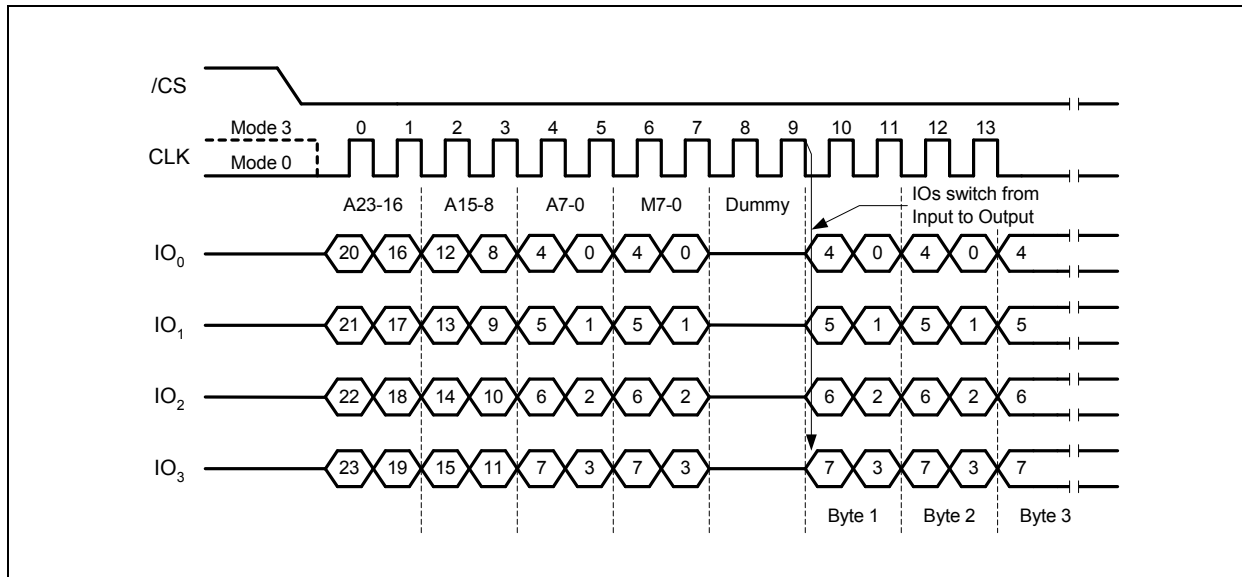 /CS
Mode 3 0 1 2 3 4 5 6 7 8 9 10 11 12 13
CLK
Mode 0
IOs switch from
Input to Output
A23-16 A15-8 A7-0 M7-0 Dummy
IO0 20 16 12 8 4 0 4 0 4 0 4 0 4
IO1 21 17 13 9 5 1 5 1 5 1 5 1 5
IO2 22 18 14 10 6 2 6 2 6 2 6 2 6
IO3 23 19 15 11 7 3 7 3 7 3 7 3 7
Byte 1 Byte 2 Byte 3